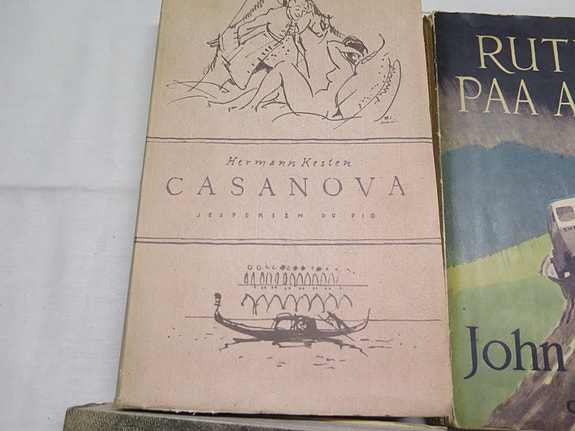 Hermann Kesten
CASANOVA
JESPERSEN OG PIO
RUT
PAA A
John